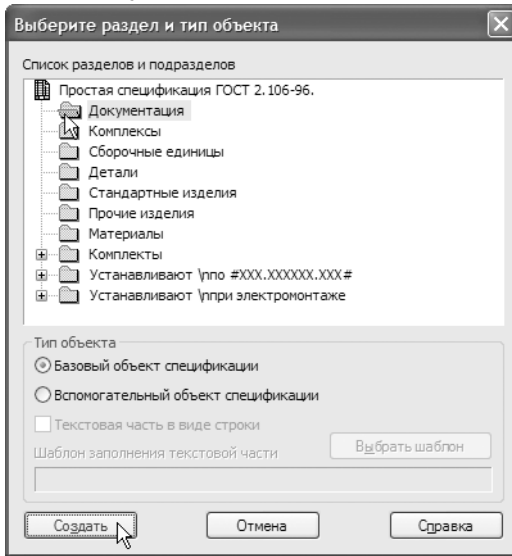 Выберите раздел и тип объекта
Список разделов и подразделов
Простая спецификация ГОСТ 2.106-96.
Документация
Комплексы
Сборочные единицы
Детали
Стандартные изделия
Прочие изделия
Материалы
Комплекты
Устанавливают \nпо #XXX.XXXXXX.XXX#
Устанавливают \nпри электромонтаже
Тип объекта
Базовый объект спецификации
Вспомогательный объект спецификации
Текстовая часть в виде строки
Шаблон заполнения текстовой части
Выбрать шаблон
Создать
Отмена
Справка